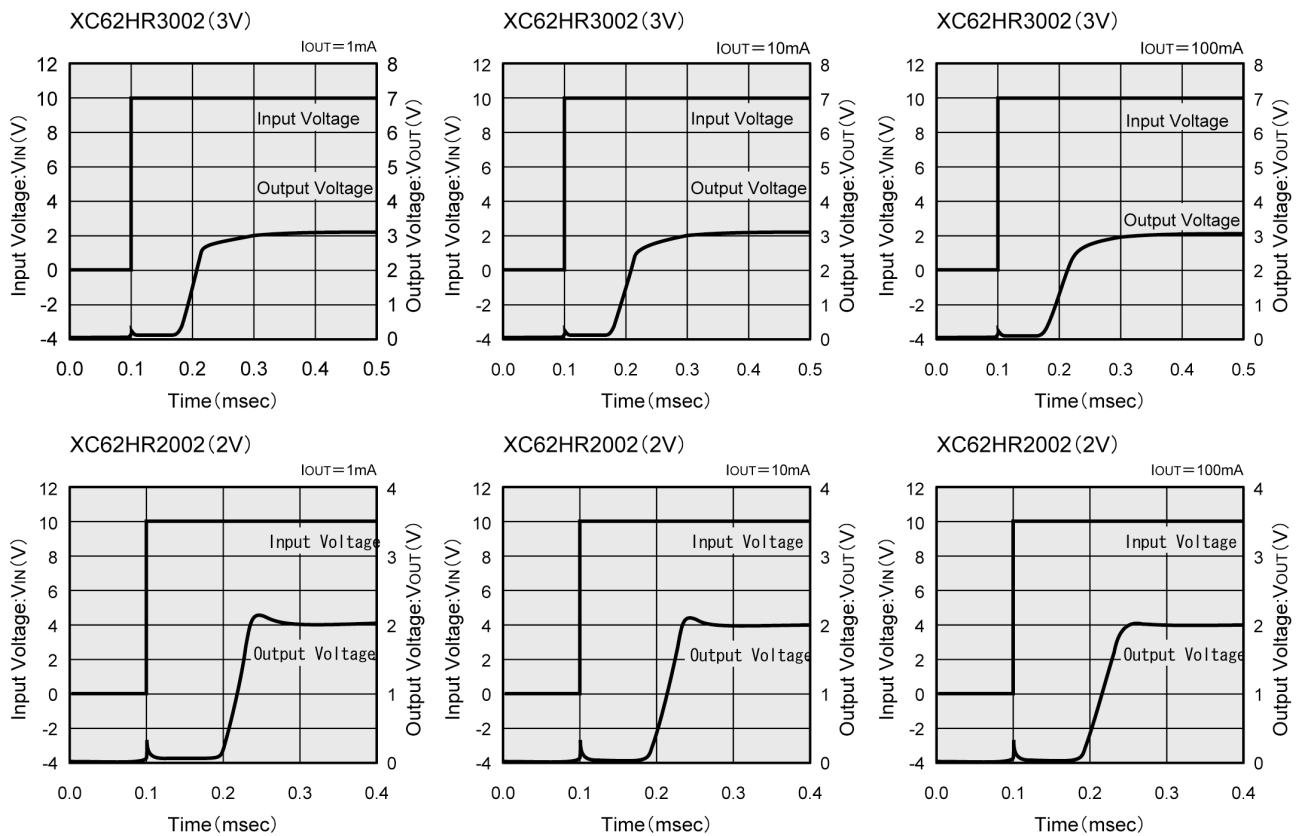 XC62HR3002(3V)
IOUT=1mA
12
10
8
6
4
2
0
-2
-4
8
7
6
5
4
3
2
1
0
Input Voltage:VIN(V)
Output Voltage:VOUT(V)
Input Voltage
Output Voltage
0.0 0.1 0.2 0.3 0.4 0.5
Time(msec)
XC62HR3002(3V)
IOUT=10mA
12
10
8
6
4
2
0
-2
-4
8
7
6
5
4
3
2
1
0
Input Voltage:VIN(V)
Output Voltage:VOUT(V)
Input Voltage
Output Voltage
0.0 0.1 0.2 0.3 0.4 0.5
Time(msec)
XC62HR3002(3V)
IOUT=100mA
12
10
8
6
4
2
0
-2
-4
8
7
6
5
4
3
2
1
0
Input Voltage:VIN(V)
Output Voltage:VOUT(V)
Input Voltage
Output Voltage
0.0 0.1 0.2 0.3 0.4 0.5
Time(msec)
XC62HR2002(2V)
IOUT=1mA
12
10
8
6
4
2
0
-2
-4
4
3
2
1
0
Input Voltage:VIN(V)
Output Voltage:VOUT(V)
Input Voltage
Output Voltage
0.0 0.1 0.2 0.3 0.4
Time(msec)
XC62HR2002(2V)
IOUT=10mA
12
10
8
6
4
2
0
-2
-4
4
3
2
1
0
Input Voltage:VIN(V)
Output Voltage:VOUT(V)
Input Voltage
Output Voltage
0.0 0.1 0.2 0.3 0.4
Time(msec)
XC62HR2002(2V)
IOUT=100mA
12
10
8
6
4
2
0
-2
-4
4
3
2
1
0
Input Voltage:VIN(V)
Output Voltage:VOUT(V)
Input Voltage
Output Voltage
0.0 0.1 0.2 0.3 0.4
Time(msec)